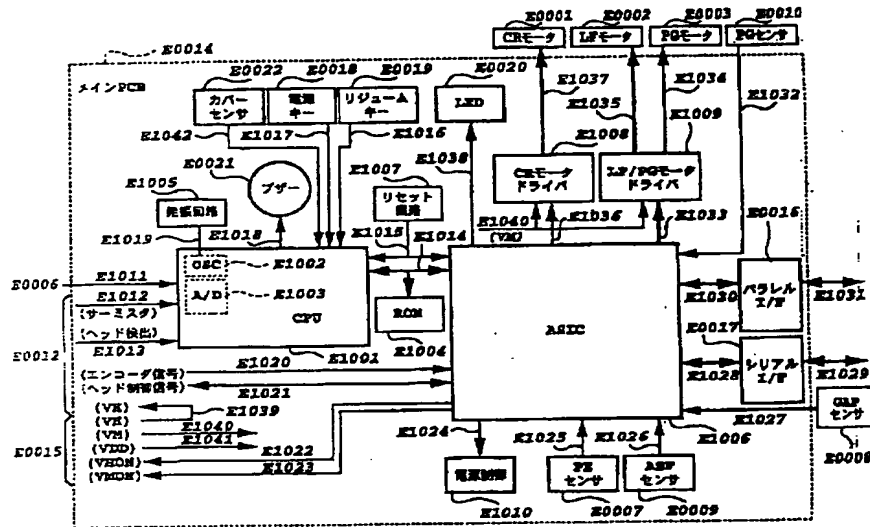 E0001 E0002 E0003 E0010
CRモータ LFモータ PGモータ PGセンサ
E0014
メインPCB
E0022 E0018 E0019 E0020
カバーセンサ
電源キー
リジュームキー
LED
E1037
E1036
E1035
E1032
E1042 E1017 E1016
E1038
E1008
E1009
E0021
ブザー
E1007
リセット回路
CRモータドライバ
LF/PGモータドライバ
E1005
発振回路
E1019
E1018
E1015
E1014
E1040
(VM)
E1036
E1033
E0016
OSC
E1002
A/D
E1003
CPU
E1001
ROM
E1004
ASIC
E1030
パラレルI/F
E1031
E0006
E1011
E1012
(サーミスタ)
(ヘッド検出)
E1013
E0012
E0017
E1028
シリアルI/F
E1029
E1020
(エンコーダ信号)
(ヘッド制御信号)
E1021
E1027
GAPセンサ
E0008
(VH)
E1039
(VM)
E1040
E1041
(VDD)
E1022
(VHON)
E1023
(VMON)
E0015
E1024
E1025
E1026
E1006
電源制御
PEセンサ
ASFセンサ
E1010
E0007
E0009